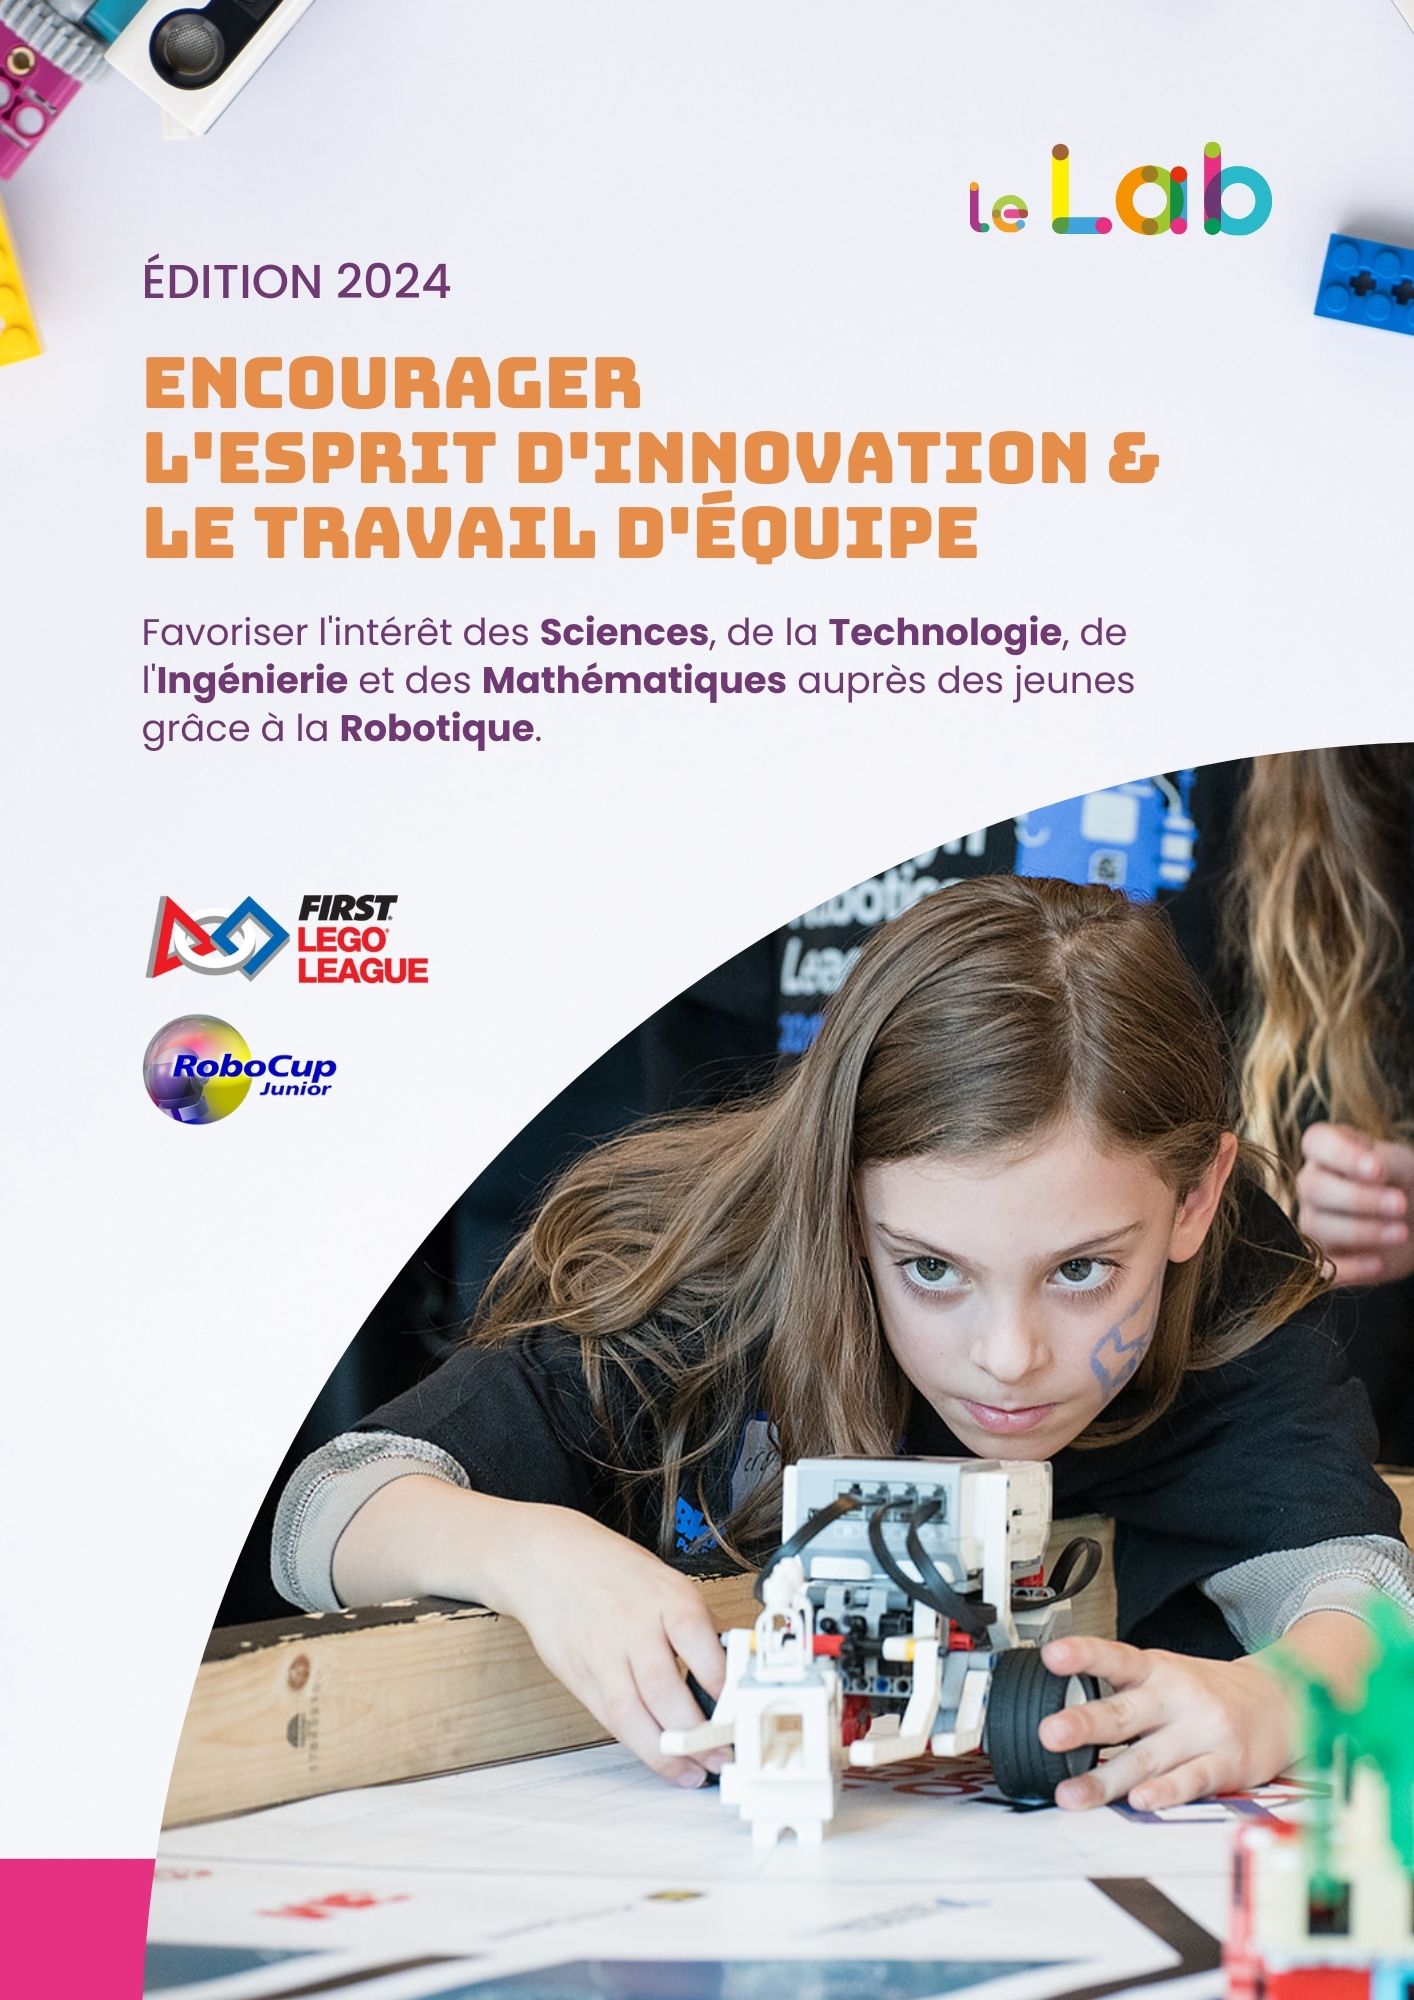 le Lab
ÉDITION 2024
ENCOURAGER
L'ESPRIT D'INNOVATION &
LE TRAVAIL D'ÉQUIPE
Favoriser l'intérêt des Sciences, de la Technologie, de
l'Ingénierie et des Mathématiques auprès des jeunes
grâce à la Robotique.
FIRST
LEGO
LEAGUE
RoboCup
Junior